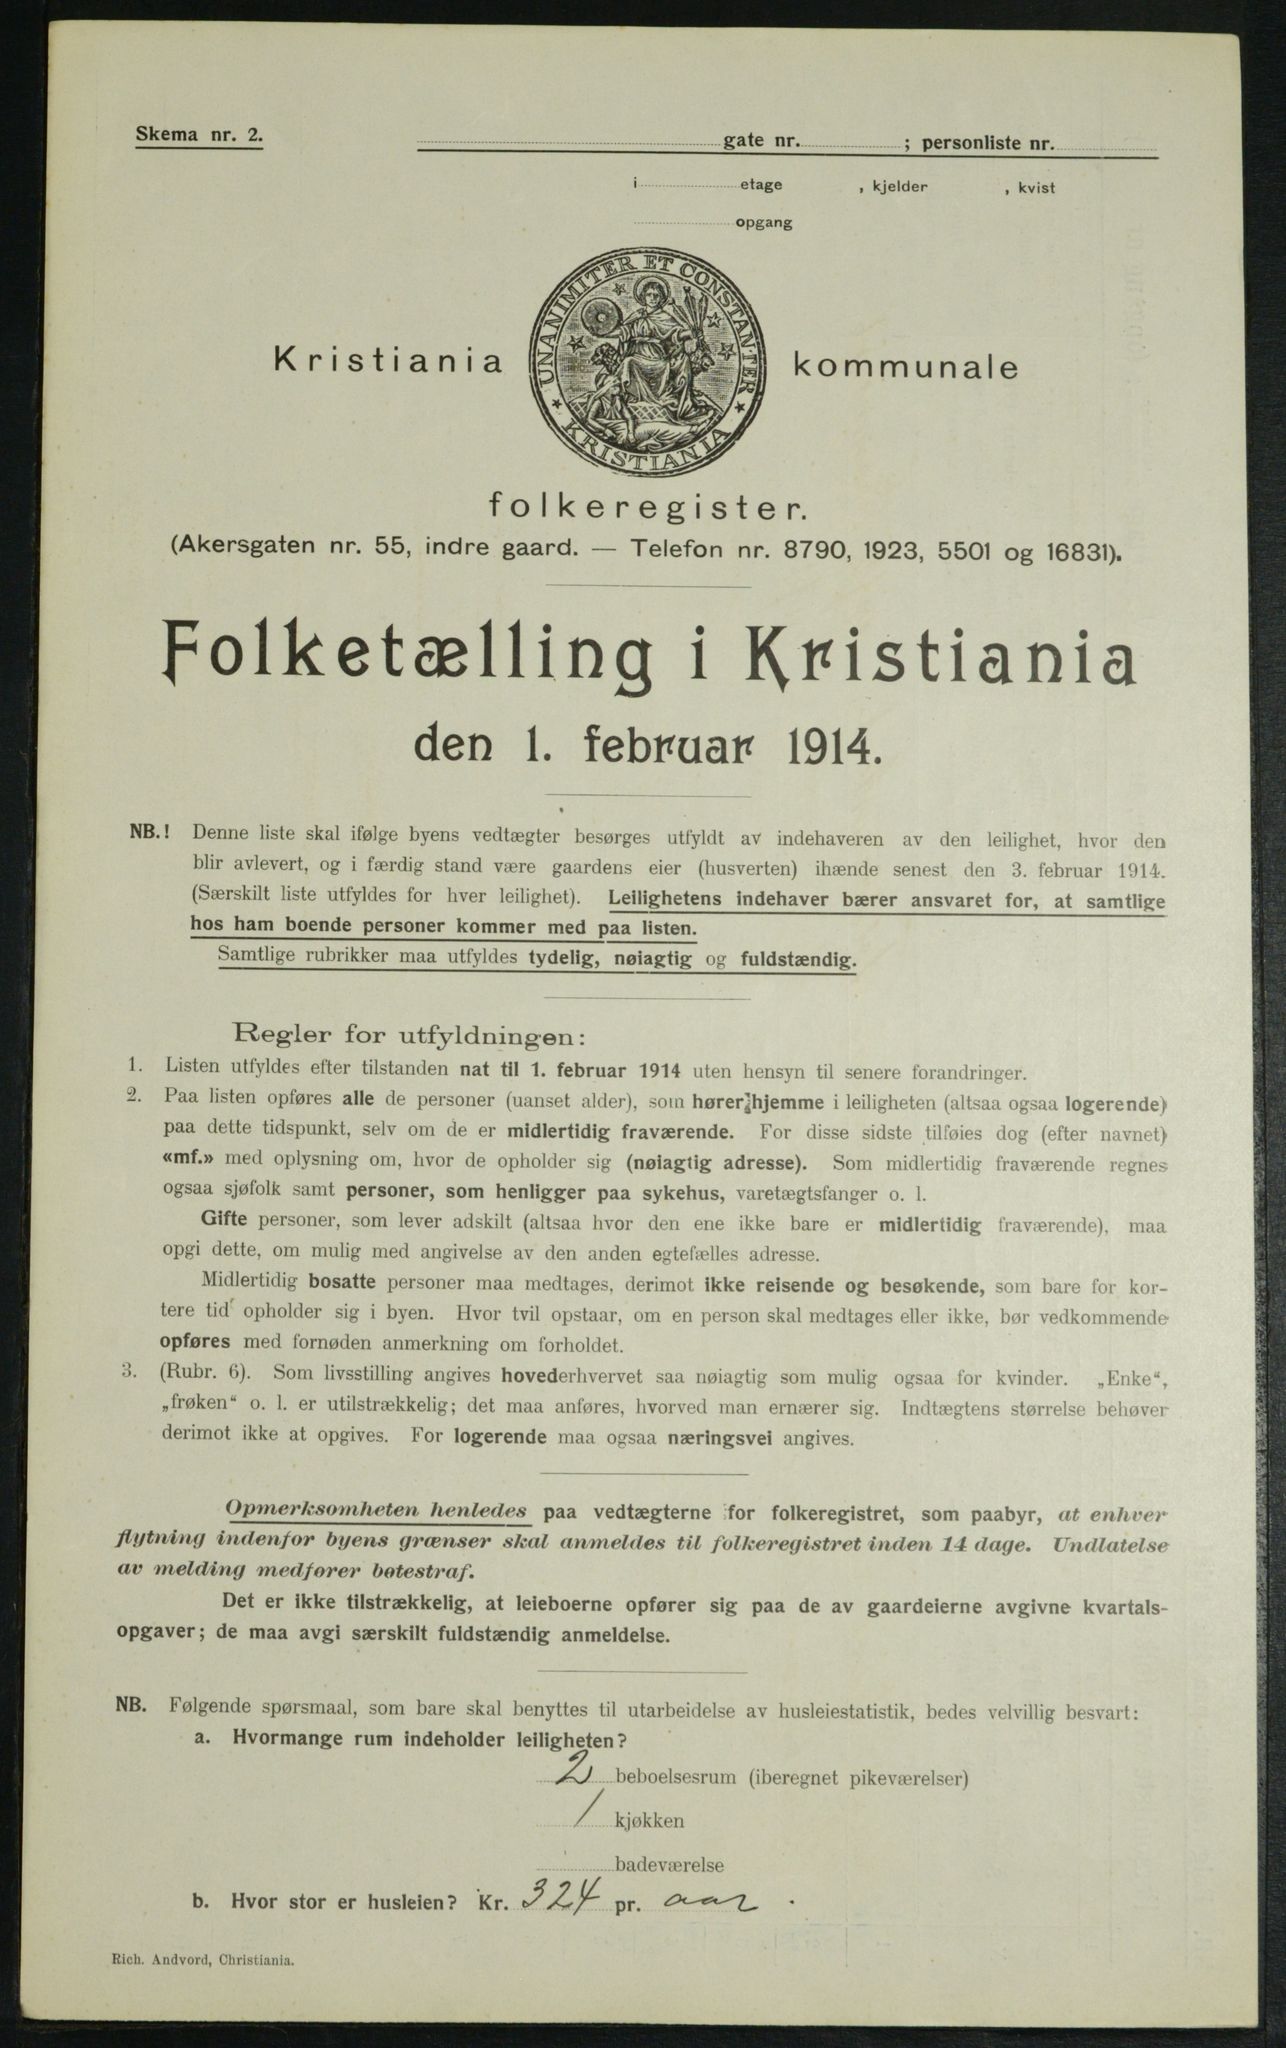 Skema nr. 2.
gate nr. ; personliste nr.
i etage , kjelder , kvist
opgang
UNANIMITER ET CONSTANTER
KRISTIANIA
Kristiania kommunale
folkeregister.
(Akersgaten nr. 55, indre gaard. — Telefon nr. 8790, 1923, 5501 og 16831).
Folketælling i Kristiania
den 1. februar 1914.
NB.! Denne liste skal ifølge byens vedtægter besørges utfyldt av indehaveren av den leilighet, hvor den
blir avlevert, og i færdig stand være gaardens eier (husverten) ihænde senest den 3. februar 1914.
(Særskilt liste utfyldes for hver leilighet). Leilighetens indehaver bærer ansvaret for, at samtlige
hos ham boende personer kommer med paa listen.
Samtlige rubrikker maa utfyldes tydelig, nøiagtig og fuldstændig.
Regler for utfyldningen:
1. Listen utfyldes efter tilstanden nat til 1. februar 1914 uten hensyn til senere forandringer.
2. Paa listen opføres alle de personer (uanset alder), som hører hjemme i leiligheten (altsaa ogsaa logerende)
paa dette tidspunkt, selv om de er midlertidig fraværende. For disse sidste tilføies dog (efter navnet)
«mf.» med oplysning om, hvor de opholder sig (nøiagtig adresse). Som midlertidig fraværende regnes
ogsaa sjøfolk samt personer, som henligger paa sykehus, varetægtsfanger o. l.
Gifte personer, som lever adskilt (altsaa hvor den ene ikke bare er midlertidig fraværende), maa
opgi dette, om mulig med angivelse av den anden egtefælles adresse.
Midlertidig bosatte personer maa medtages, derimot ikke reisende og besøkende, som bare for kor-
tere tid opholder sig i byen. Hvor tvil opstaar, om en person skal medtages eller ikke, bør vedkommende
opføres med fornøden anmerkning om forholdet.
3. (Rubr. 6). Som livsstilling angives hovederhvervet saa nøiagtig som mulig ogsaa for kvinder. „Enke“,
„frøken“ o. l. er utilstrækkelig; det maa anføres, hvorved man ernærer sig. Indtægtens størrelse behøver
derimot ikke at opgives. For logerende maa ogsaa næringsvei angives.
Opmerksomheten henledes paa vedtægterne for folkeregistret, som paabyr, at enhver
flytning indenfor byens grænser skal anmeldes til folkeregistret inden 14 dage. Undlatelse
av melding medfører bøtestraf.
Det er ikke tilstrækkelig, at leieboerne opfører sig paa de av gaardeierne avgivne kvartals-
opgaver; de maa avgi særskilt fuldstændig anmeldelse.
NB. Følgende spørsmaal, som bare skal benyttes til utarbeidelse av husleiestatistik, bedes velvillig besvart:
a. Hvormange rum indeholder leiligheten?
2 beboelsesrum (iberegnet pikeværelser)
1 kjøkken
badeværelse
b. Hvor stor er husleien? Kr. 324 pr. aar.
Rich. Andvord, Christiania.